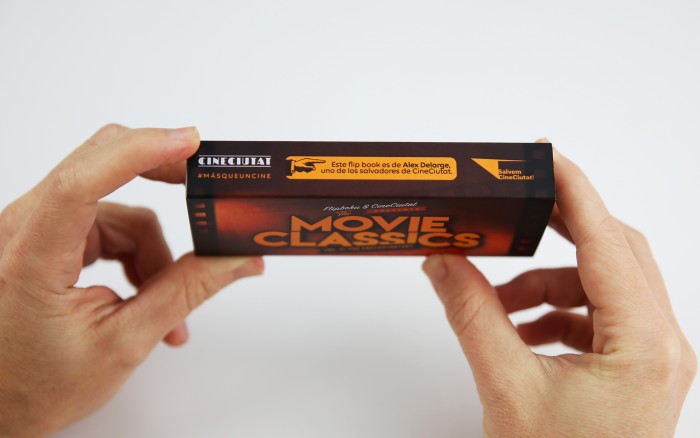 CINECIUTAT
#MÁSQUEUNCINE
Este flip book es de Alex Delarge,
uno de los salvadores de CineCiutat.
Salvem
CineCiutat!
Flipboku & CineCiutat
The
MOVIE
CLASSICS